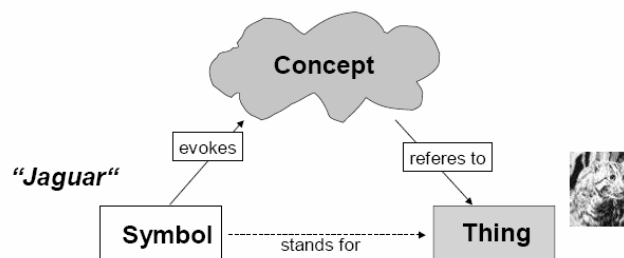 Concept
evokes
referes to
“Jaguar“
Symbol
stands for
Thing